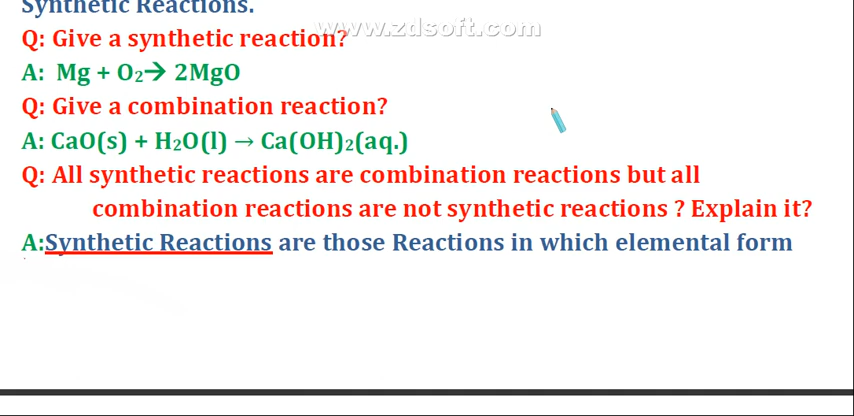 Synthetic Reactions.
www.zdsoft.com
Q: Give a synthetic reaction?
A: Mg + O₂→ 2MgO
Q: Give a combination reaction?
A: CaO(s) + H₂O(l) → Ca(OH)₂(aq.)
Q: All synthetic reactions are combination reactions but all
combination reactions are not synthetic reactions ? Explain it?
A:Synthetic Reactions are those Reactions in which elemental form